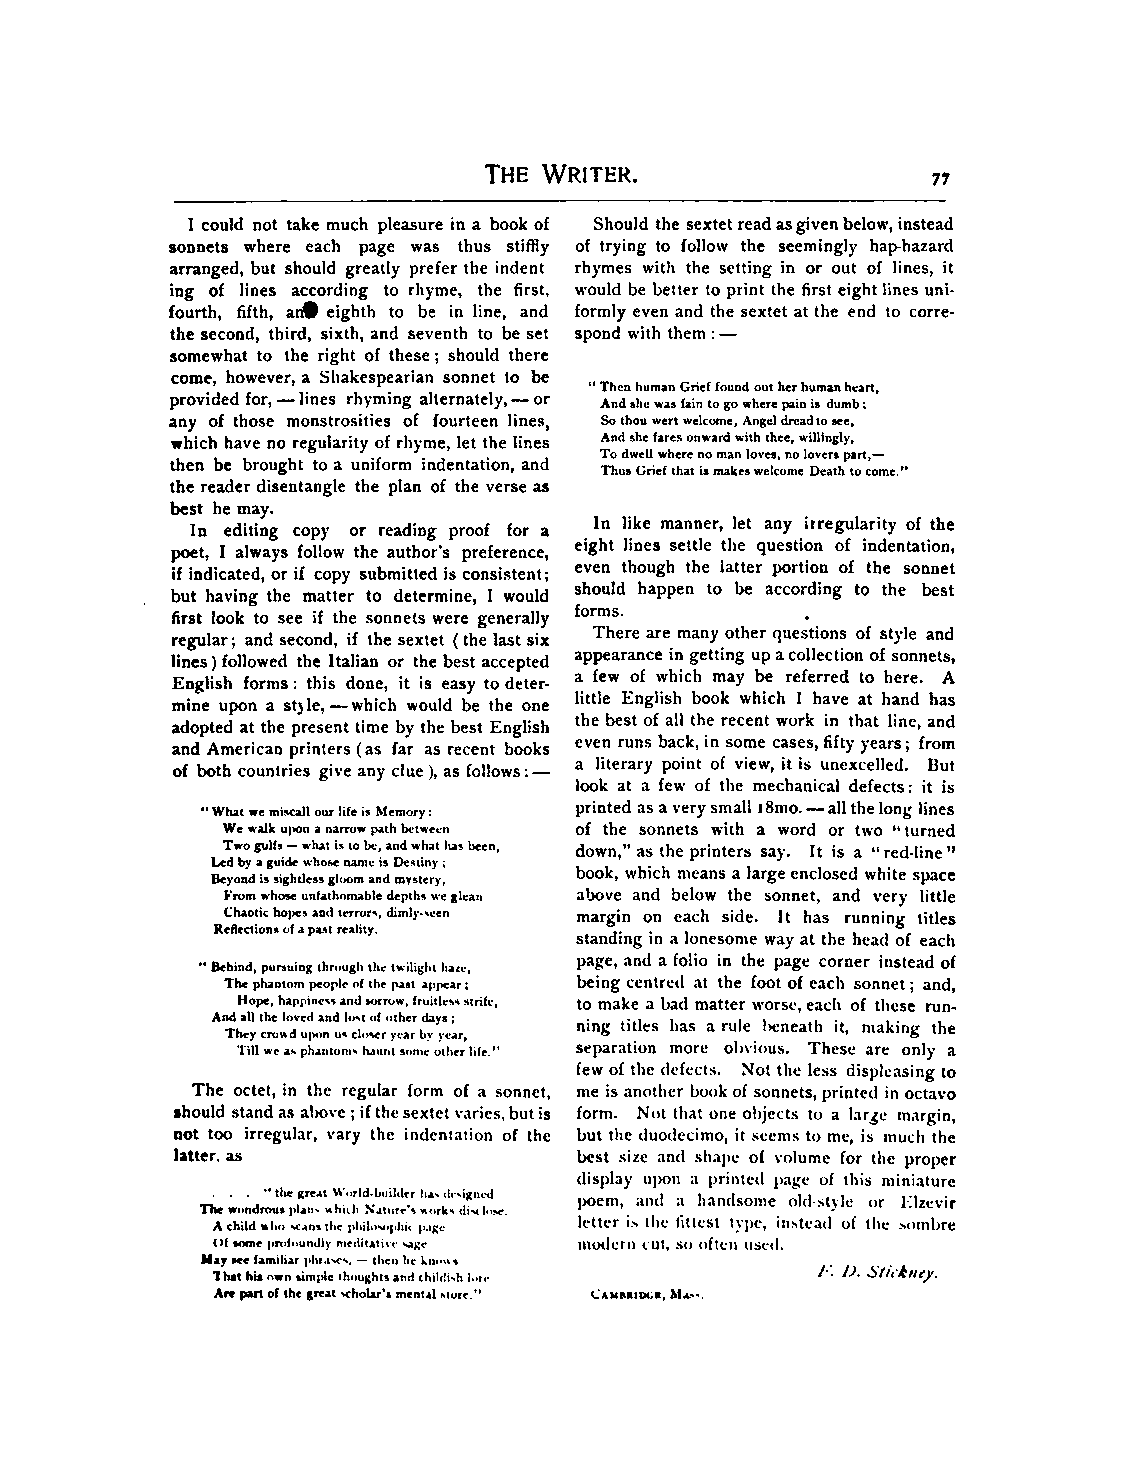 THE WRITER.
77
I could not take much pleasure in a book of
sonnets where each page was thus stiffly
arranged, but should greatly prefer the indent
ing of lines according to rhyme, the first,
fourth, fifth, and eighth to be in line, and
the second, third, sixth, and seventh to be set
somewhat to the right of these; should there
come, however, a Shakespearian sonnet to be
provided for, — lines rhyming alternately, — or
any of those monstrosities of fourteen lines,
which have no regularity of rhyme, let the lines
then be brought to a uniform indentation, and
the reader disentangle the plan of the verse as
best he may.
In editing copy or reading proof for a
poet, I always follow the author's preference,
if indicated, or if copy submitted is consistent;
but having the matter to determine, I would
first look to see if the sonnets were generally
regular; and second, if the sextet ( the last six
lines ) followed the Italian or the best accepted
English forms: this done, it is easy to deter-
mine upon a style, — which would be the one
adopted at the present time by the best English
and American printers ( as far as recent books
of both countries give any clue ), as follows: —
"What we miscall our life is Memory:
We walk upon a narrow path between
Two gulfs — what is to be, and what has been,
Led by a guide whose name is Destiny;
Beyond is sightless gloom and mystery,
From whose unfathomable depths we glean
Chaotic hopes and terrors, dimly-seen
Reflections of a past reality.
"Behind, pursuing through the twilight haze,
The phantom people of the past appear;
Hope, happiness and sorrow, fruitless strife,
And all the loved and lost of other days;
They crowd upon us closer year by year,
Till we as phantoms haunt some other life."
The octet, in the regular form of a sonnet,
should stand as above; if the sextet varies, but is
not too irregular, vary the indentation of the
latter, as
. . . "the great World-builder has designed
The wondrous plans which Nature's works disclose.
A child who scans the philosophic page
Of some profoundly meditative sage
May see familiar phrases, — then he knows
That his own simple thoughts and childish lore
Are part of the great scholar's mental store."
Should the sextet read as given below, instead
of trying to follow the seemingly hap-hazard
rhymes with the setting in or out of lines, it
would be better to print the first eight lines uni-
formly even and the sextet at the end to corre-
spond with them: —
"Then human Grief found out her human heart,
And she was fain to go where pain is dumb;
So thou wert welcome, Angel dread to see,
And she fares onward with thee, willingly,
To dwell where no man loves, no lovers part,—
Thus Grief that is makes welcome Death to come."
In like manner, let any irregularity of the
eight lines settle the question of indentation,
even though the latter portion of the sonnet
should happen to be according to the best
forms.
There are many other questions of style and
appearance in getting up a collection of sonnets,
a few of which may be referred to here. A
little English book which I have at hand has
the best of all the recent work in that line, and
even runs back, in some cases, fifty years; from
a literary point of view, it is unexcelled. But
look at a few of the mechanical defects: it is
printed as a very small 18mo. — all the long lines
of the sonnets with a word or two "turned
down," as the printers say. It is a "red-line"
book, which means a large enclosed white space
above and below the sonnet, and very little
margin on each side. It has running titles
standing in a lonesome way at the head of each
page, and a folio in the page corner instead of
being centred at the foot of each sonnet; and,
to make a bad matter worse, each of these run-
ning titles has a rule beneath it, making the
separation more obvious. These are only a
few of the defects. Not the less displeasing to
me is another book of sonnets, printed in octavo
form. Not that one objects to a large margin,
but the duodecimo, it seems to me, is much the
best size and shape of volume for the proper
display upon a printed page of this miniature
poem, and a handsome old-style or Elzevir
letter is the fittest type, instead of the sombre
modern cut, so often used.
F. D. Stickney.
CAMBRIDGE, Mass.